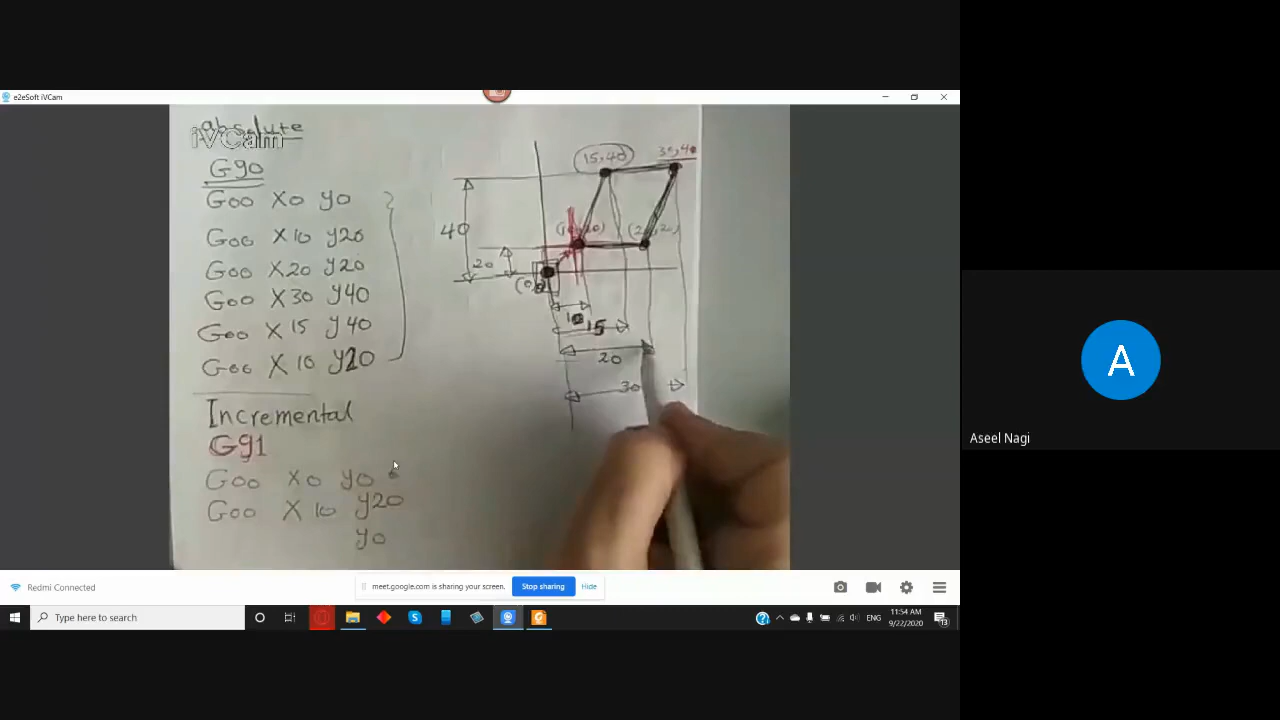 e2eSoft iVCam
absolute
iVCam
G90
G00 X0 y0
G00 X10 y20
G00 X20 y20
G00 X30 y40
G00 X15 y40
G00 X10 y20
Incremental
G91
G00 X0 y0
G00 X10 y20
y0
15,40
30,40
40
20
10
15
20
30
A
Aseel Nagi
Redmi Connected
meet.google.com is sharing your screen.
Stop sharing
Hide
Type here to search
ENG
11:54 AM
9/22/2020